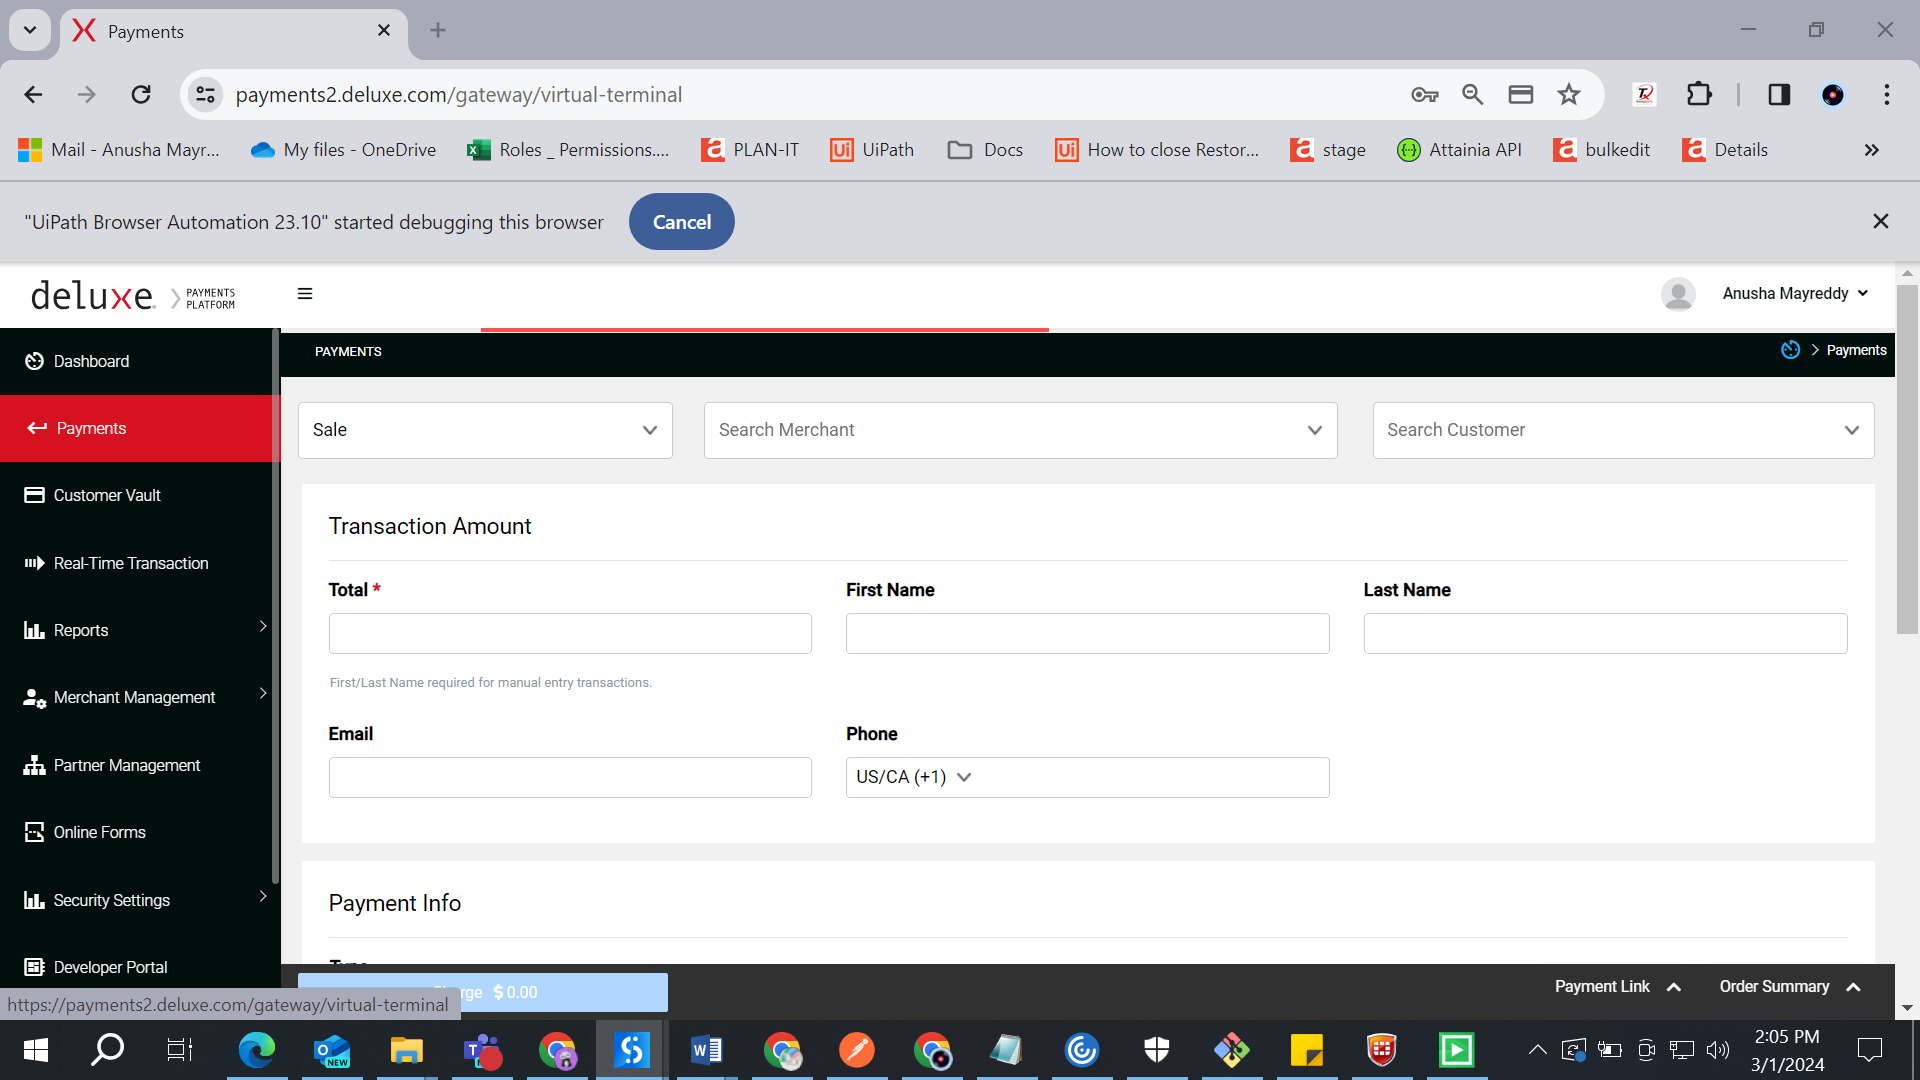 Payments
payments2.deluxe.com/gateway/virtual-terminal
Mail - Anusha Mayr...
My files - OneDrive
Roles _ Permissions....
PLAN-IT
UiPath
Docs
How to close Restor...
stage
Attainia API
bulkedit
Details
"UiPath Browser Automation 23.10" started debugging this browser
Cancel
deluxe. PAYMENTS PLATFORM
Anusha Mayreddy
Dashboard
Payments
Customer Vault
Real-Time Transaction
Reports
Merchant Management
Partner Management
Online Forms
Security Settings
Developer Portal
PAYMENTS
Payments
Sale
Search Merchant
Search Customer
Transaction Amount
Total *
First Name
Last Name
First/Last Name required for manual entry transactions.
Email
Phone
US/CA (+1)
Payment Info
$0.00
Payment Link
Order Summary
https://payments2.deluxe.com/gateway/virtual-terminal
NEW
2:05 PM
3/1/2024